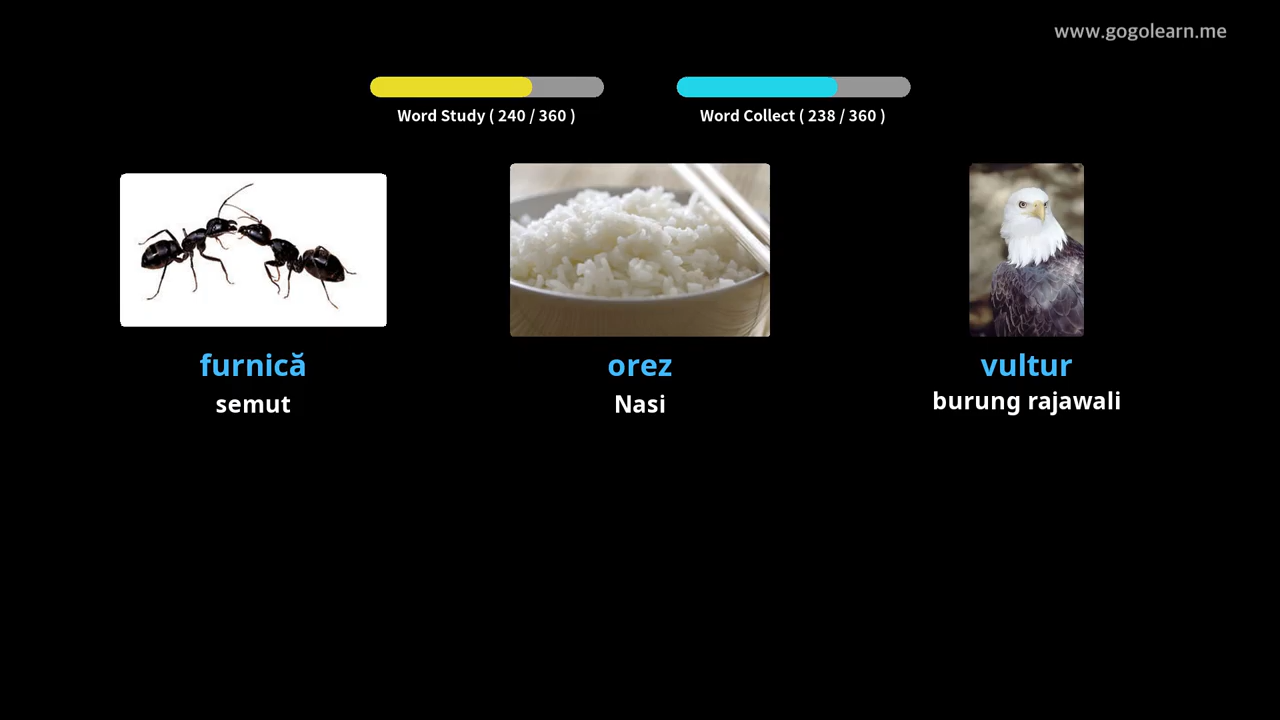 www.gogolearn.me
Word Study ( 240 / 360 )
Word Collect ( 238 / 360 )
furnică
orez
vultur
semut
Nasi
burung rajawali